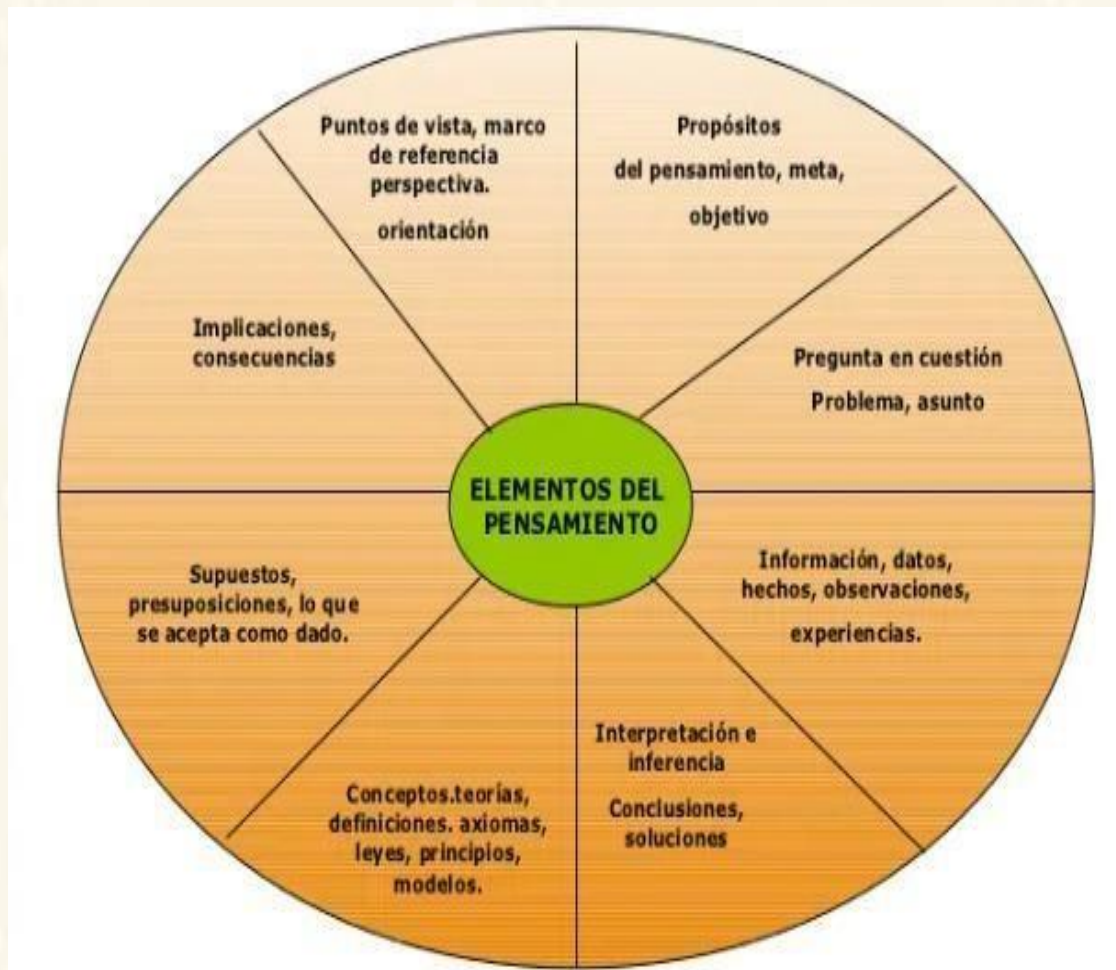 Puntos de vista, marco
de referencia
perspectiva.
orientación
Propósitos
del pensamiento, meta,
objetivo
Implicaciones,
consecuencias
Pregunta en cuestión
Problema, asunto
ELEMENTOS DEL
PENSAMIENTO
Supuestos,
presuposiciones, lo que
se acepta como dado.
Información, datos,
hechos, observaciones,
experiencias.
Conceptos.teorías,
definiciones. axiomas,
leyes, principios,
modelos.
Interpretación e
inferencia
Conclusiones,
soluciones